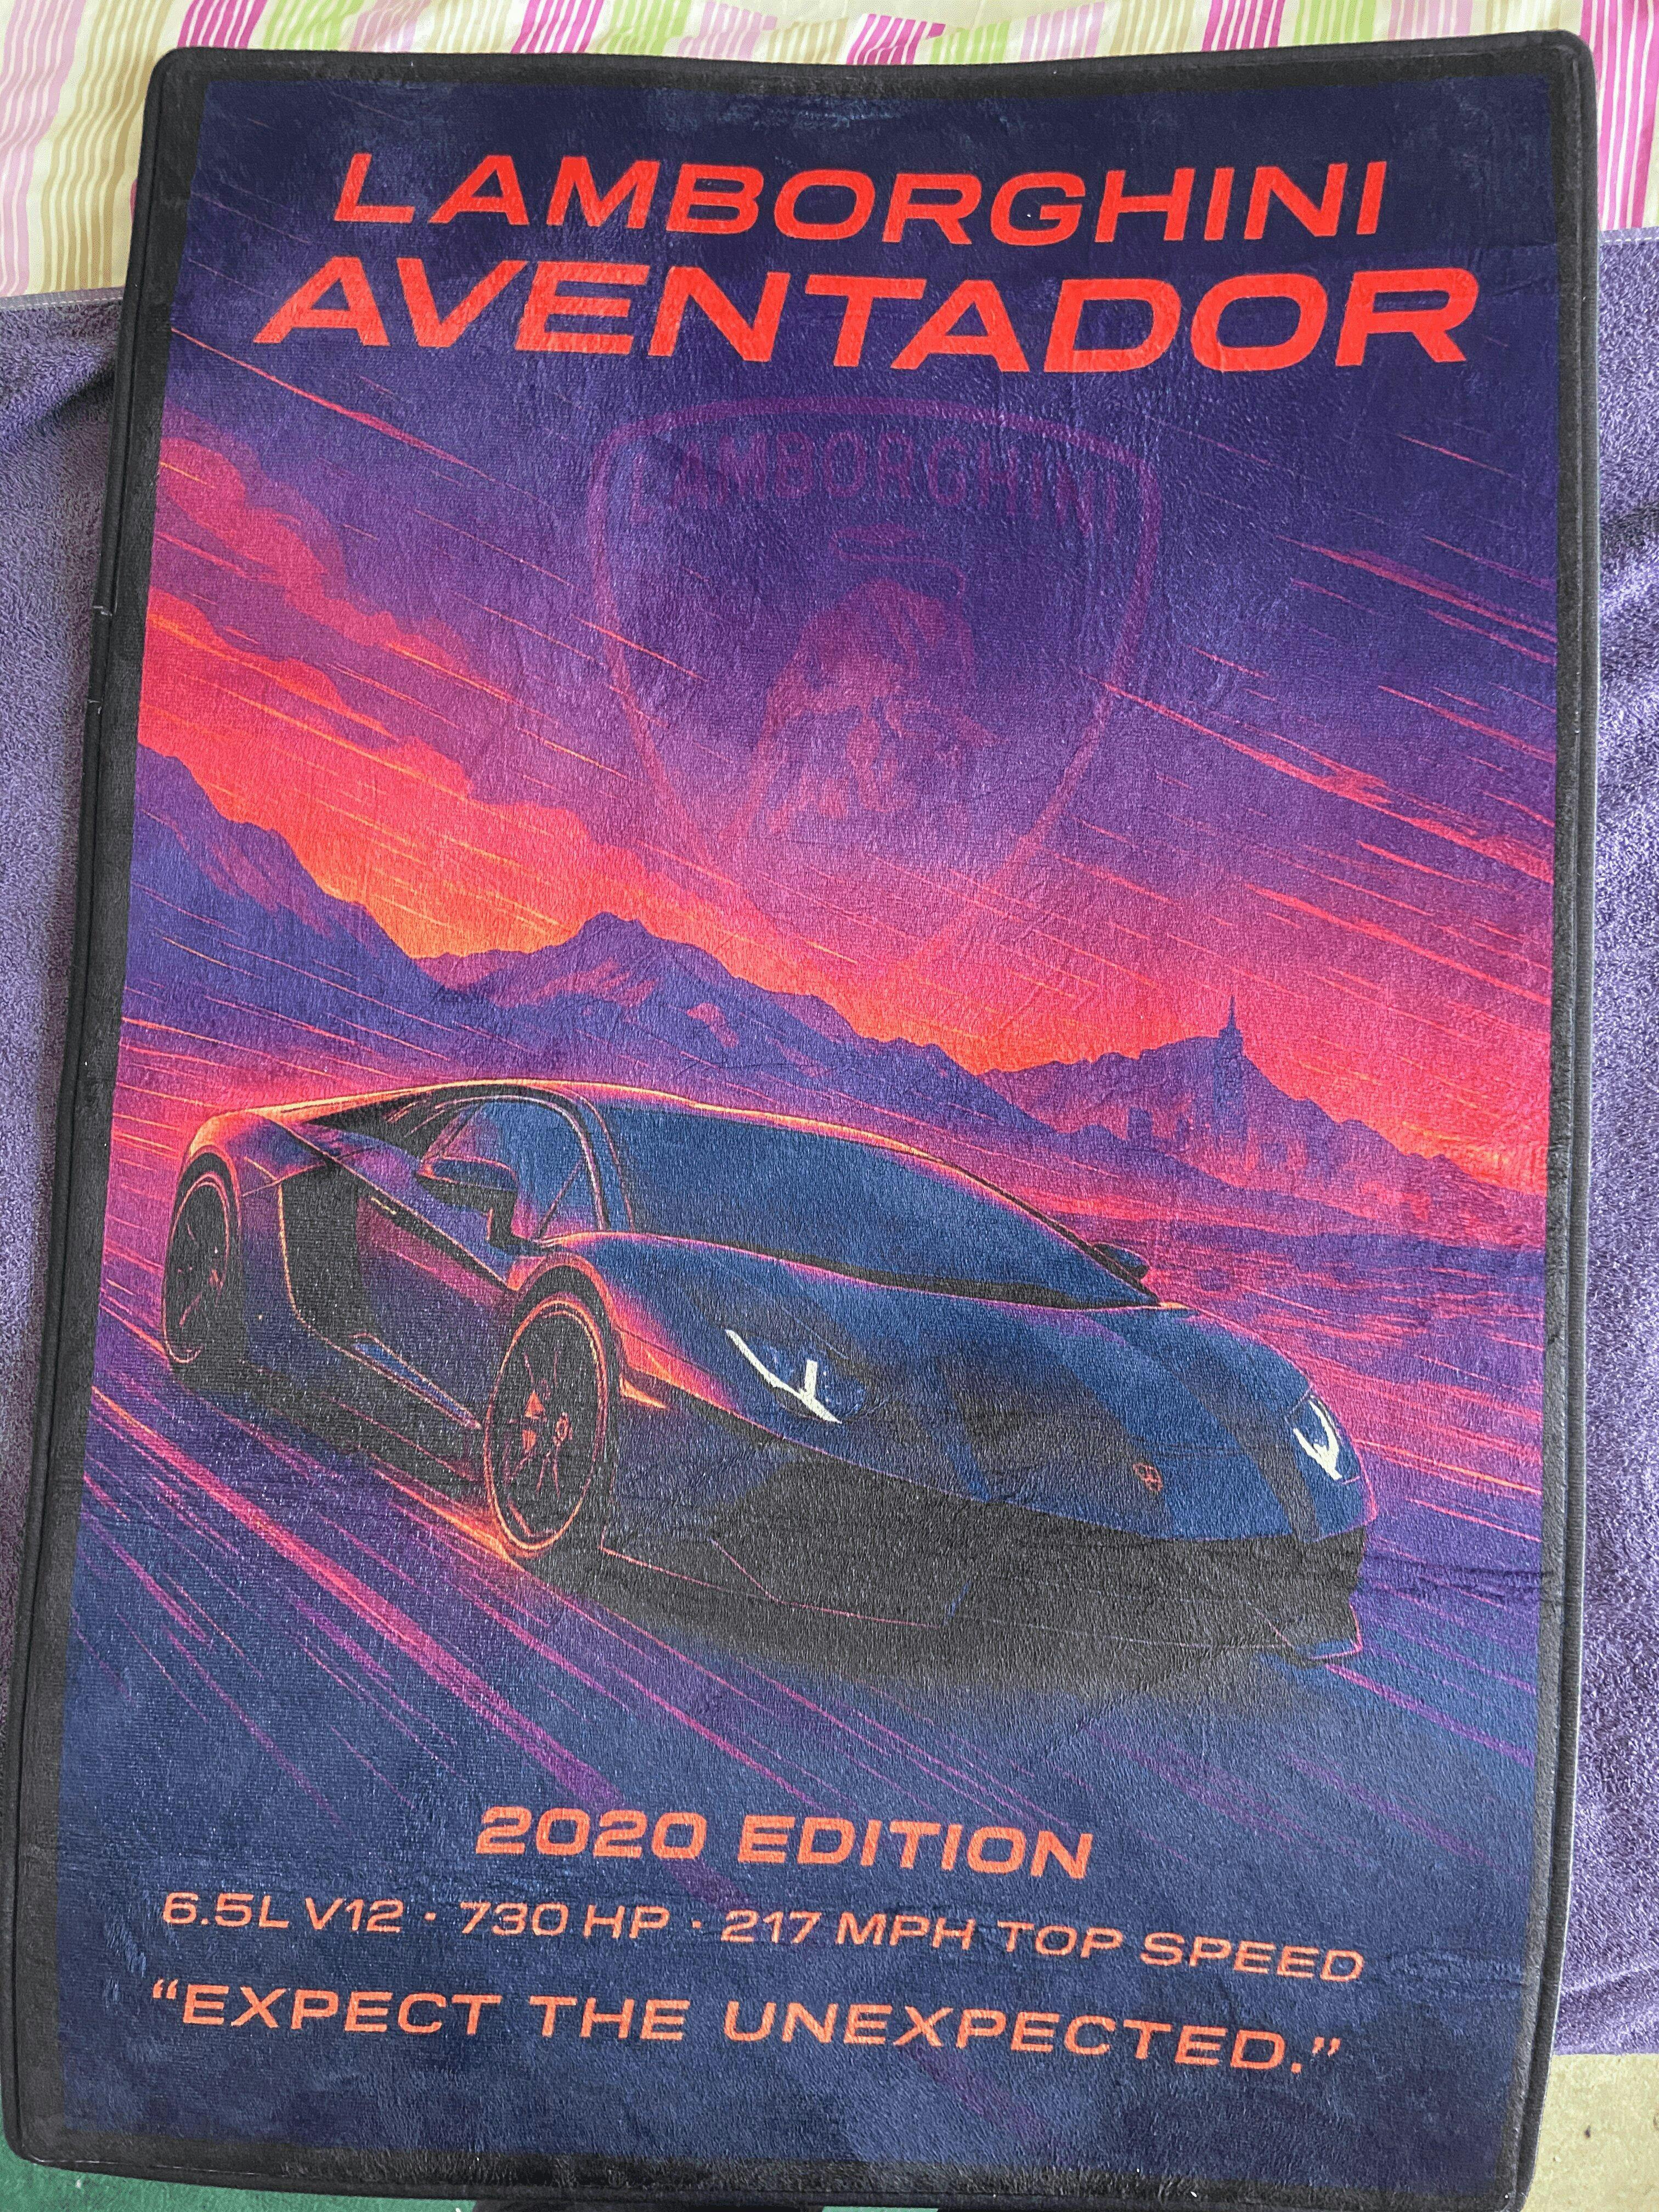 LAMBORGHINI
AVENTADOR
LAMBORGHINI
2020 EDITION
6.5L V12 · 730 HP · 217 MPH TOP SPEED
“EXPECT THE UNEXPECTED.”